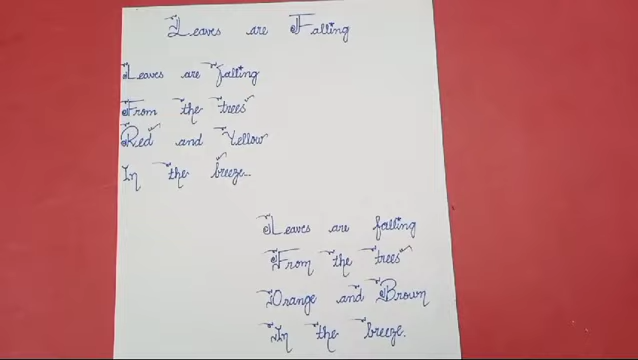 Leaves are Falling
Leaves are falling
From the trees
Red and Yellow
In the breeze..
Leaves are falling
From the trees
Orange and Brown
In the breeze.